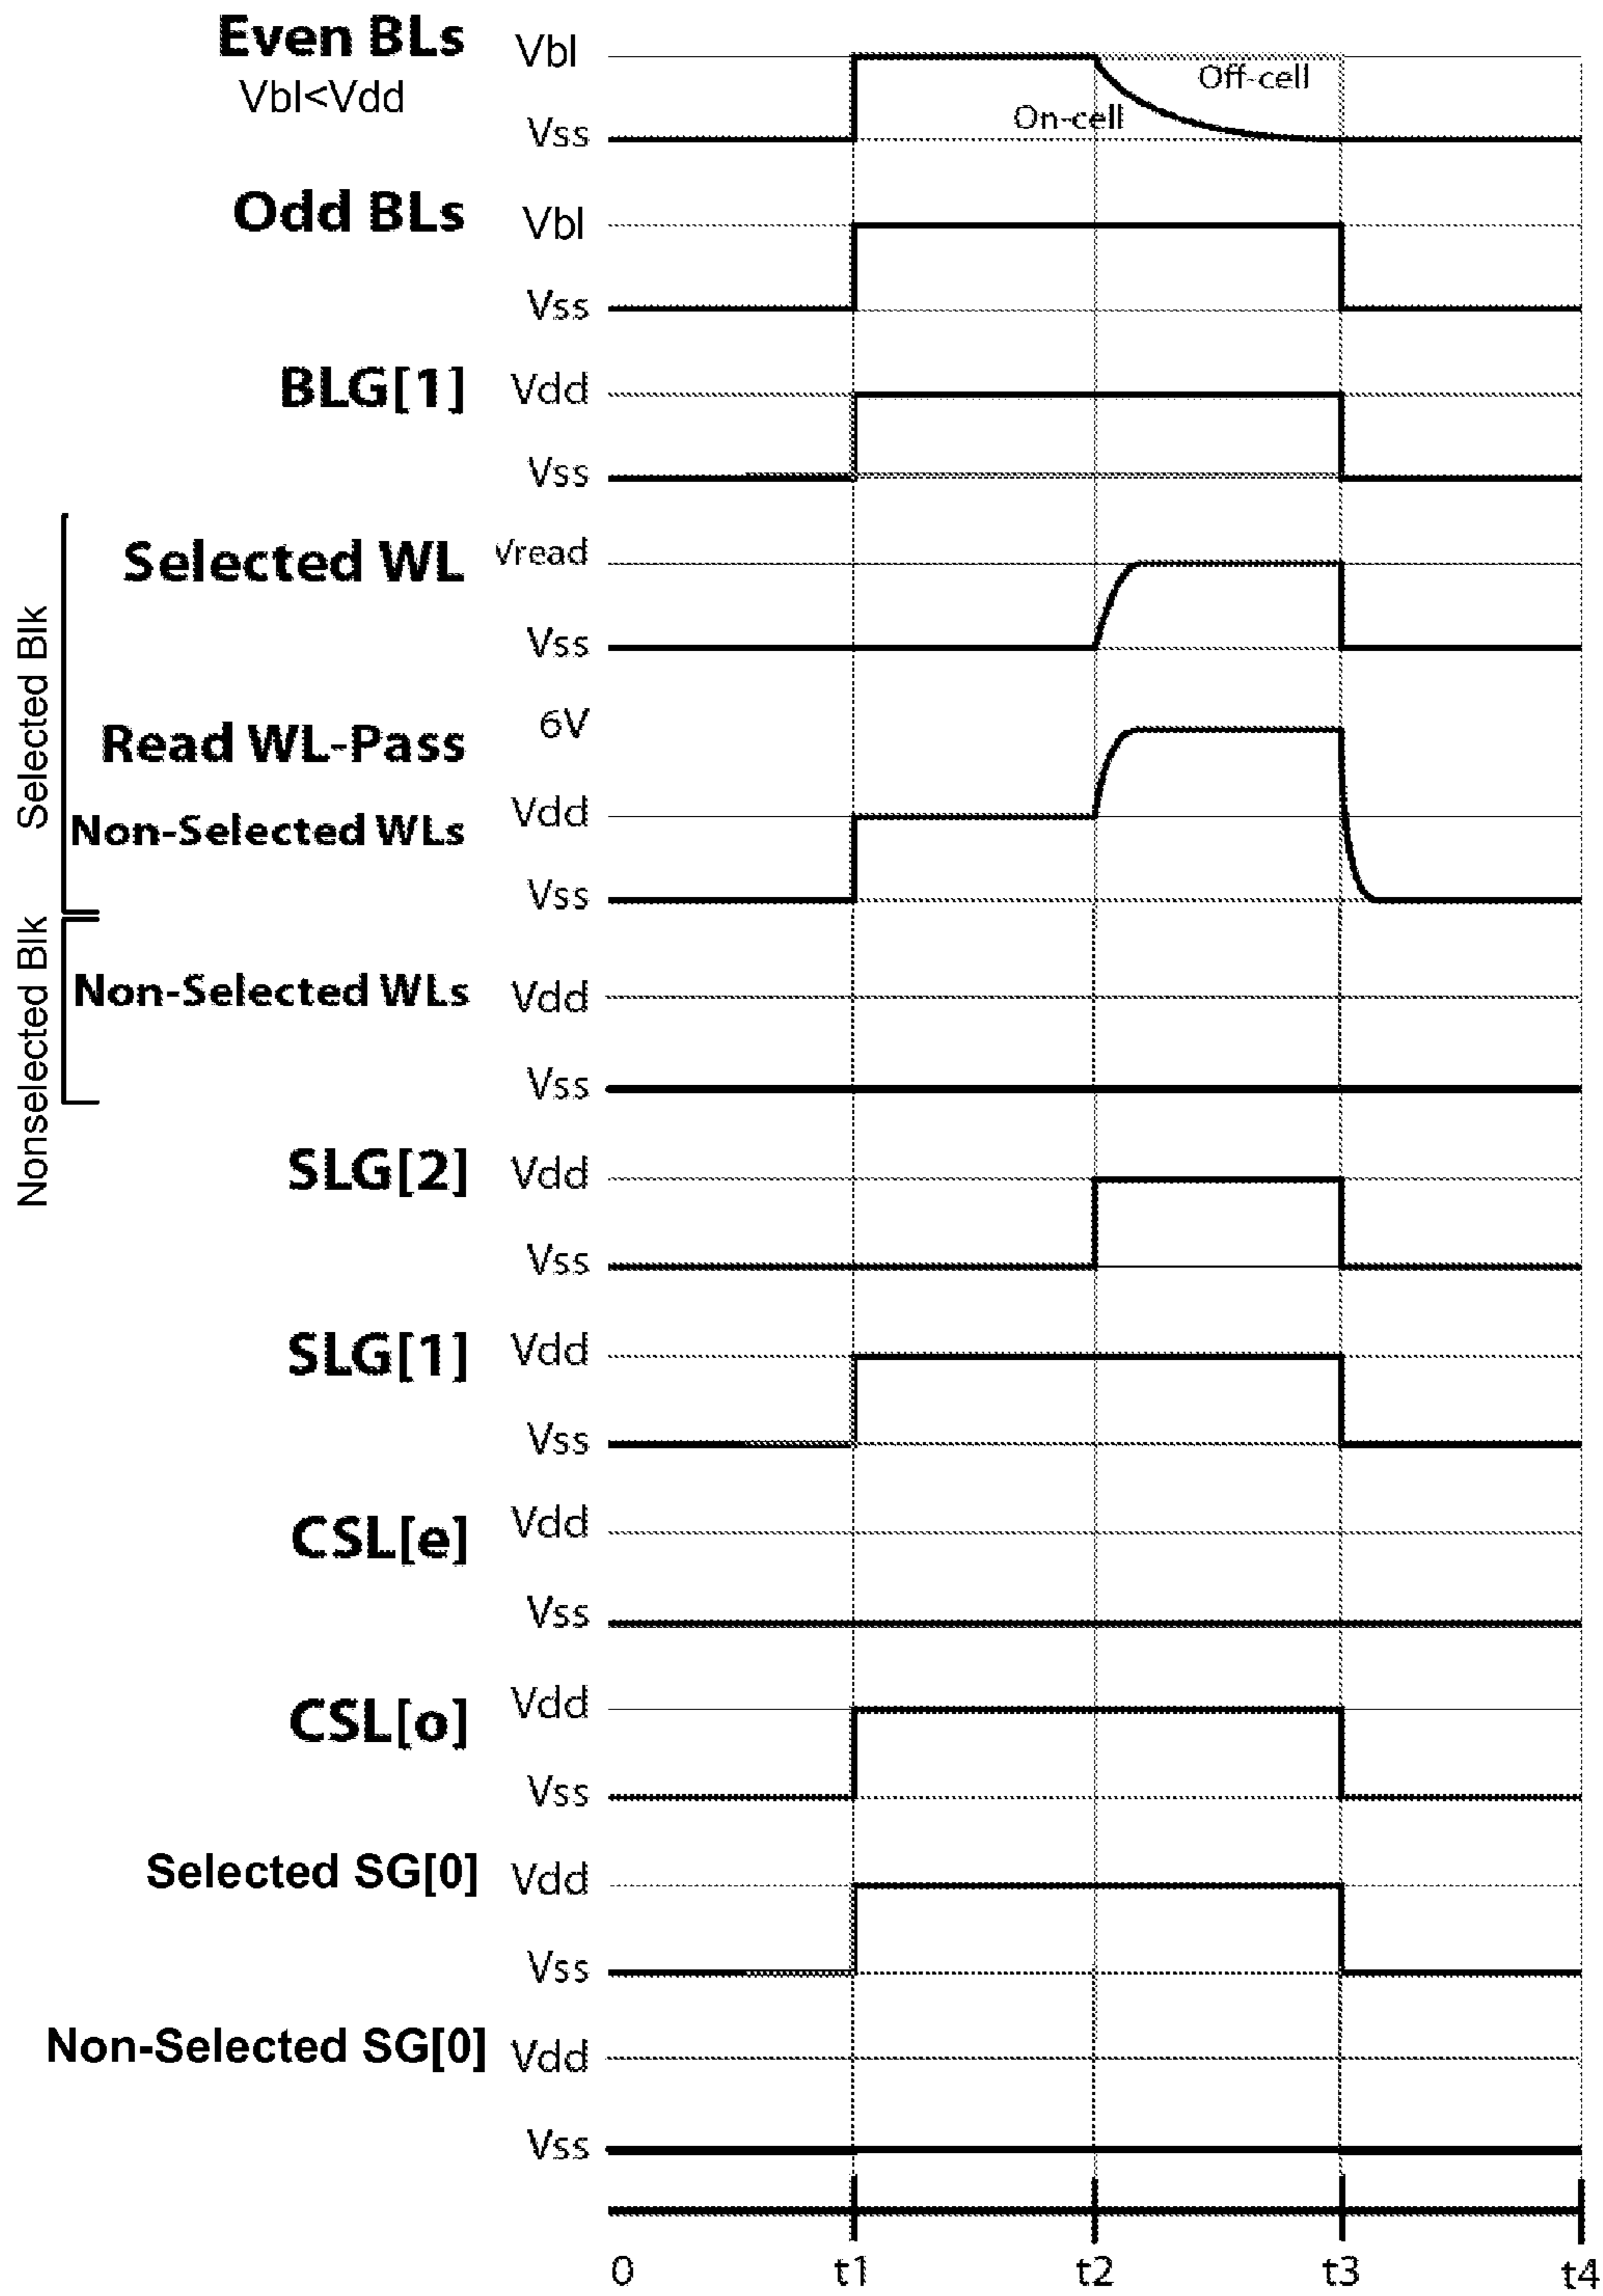 Even BLs Vbl
Vbl<Vdd
Off-cell
On-cell
Vss
Odd BLs Vbl
Vss
BLG[1] Vdd
Vss
Selected Blk
Selected WL Vread
Vss
Read WL-Pass 6V
Non-Selected WLs Vdd
Vss
Nonselected Blk
Non-Selected WLs Vdd
Vss
SLG[2] Vdd
Vss
SLG[1] Vdd
Vss
CSL[e] Vdd
Vss
CSL[o] Vdd
Vss
Selected SG[0] Vdd
Vss
Non-Selected SG[0] Vdd
Vss
0 t1 t2 t3 t4